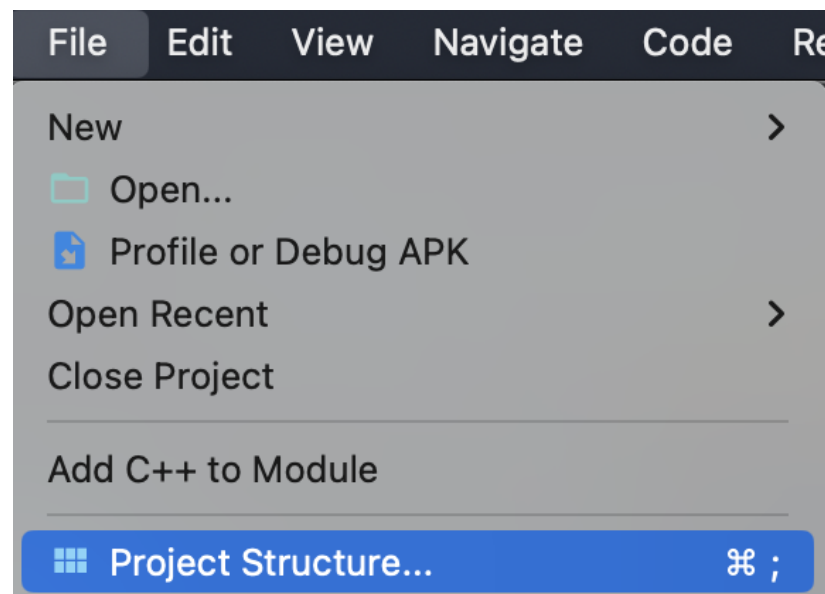 File Edit View Navigate Code Re
New
Open...
Profile or Debug APK
Open Recent
Close Project
Add C++ to Module
Project Structure... ⌘ ;